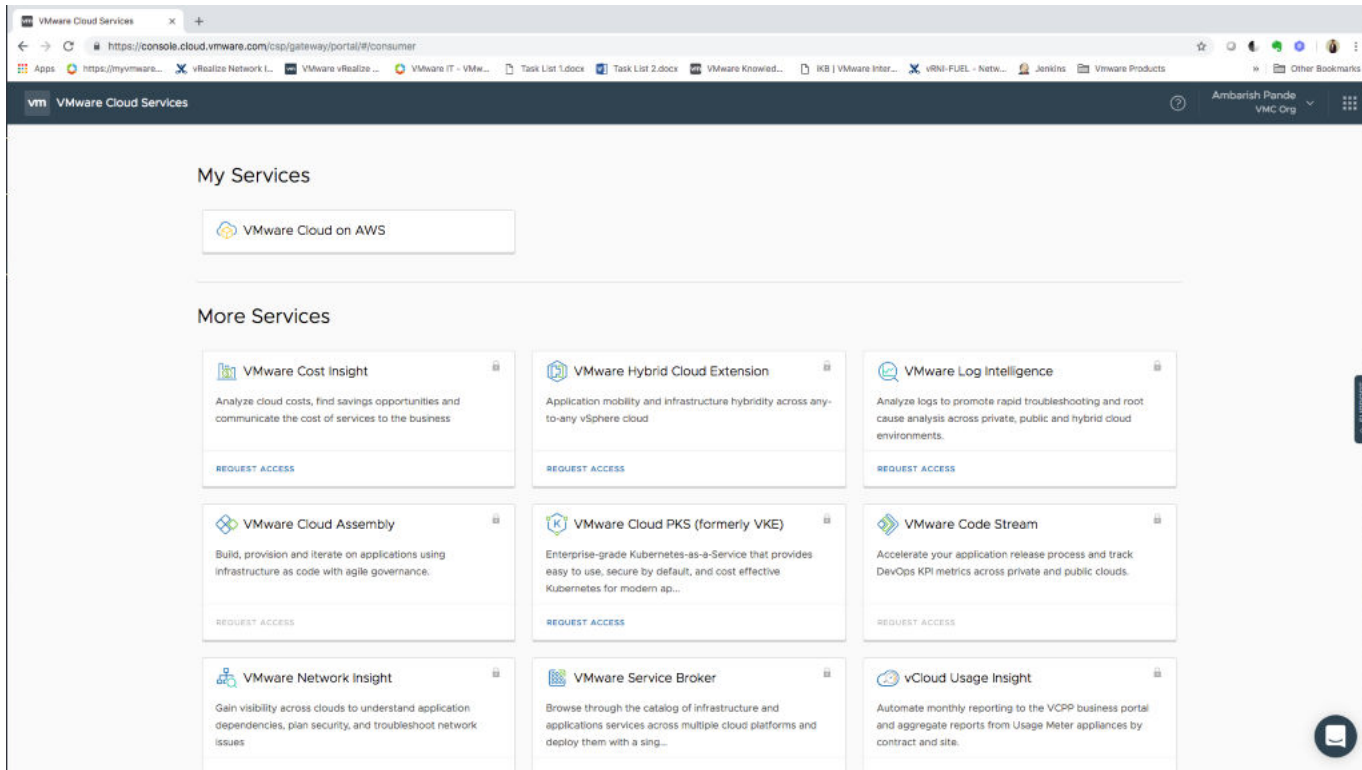 VMware Cloud Services
https://console.cloud.vmware.com/csp/gateway/portal/#/consumer
Apps https://myvmware... vRealize Network I... VMware vRealize ... VMware IT - VMw... Task List 1.docx Task List 2.docx VMware Knowled... IKB | VMware Inter... vRNI-FUEL - Netw... Jenkins Vmware Products » Other Bookmarks
vm VMware Cloud Services
Ambarish Pande
VMC Org
My Services
VMware Cloud on AWS
More Services
VMware Cost Insight
Analyze cloud costs, find savings opportunities and
communicate the cost of services to the business
REQUEST ACCESS
VMware Hybrid Cloud Extension
Application mobility and infrastructure hybridity across any-
to-any vSphere cloud
REQUEST ACCESS
VMware Log Intelligence
Analyze logs to promote rapid troubleshooting and root
cause analysis across private, public and hybrid cloud
environments.
REQUEST ACCESS
VMware Cloud Assembly
Build, provision and iterate on applications using
infrastructure as code with agile governance.
REQUEST ACCESS
VMware Cloud PKS (formerly VKE)
Enterprise-grade Kubernetes-as-a-Service that provides
easy to use, secure by default, and cost effective
Kubernetes for modern ap...
REQUEST ACCESS
VMware Code Stream
Accelerate your application release process and track
DevOps KPI metrics across private and public clouds.
REQUEST ACCESS
VMware Network Insight
Gain visibility across clouds to understand application
dependencies, plan security, and troubleshoot network
issues
VMware Service Broker
Browse through the catalog of infrastructure and
applications services across multiple cloud platforms and
deploy them with a sing...
vCloud Usage Insight
Automate monthly reporting to the VCPP business portal
and aggregate reports from Usage Meter appliances by
contract and site.